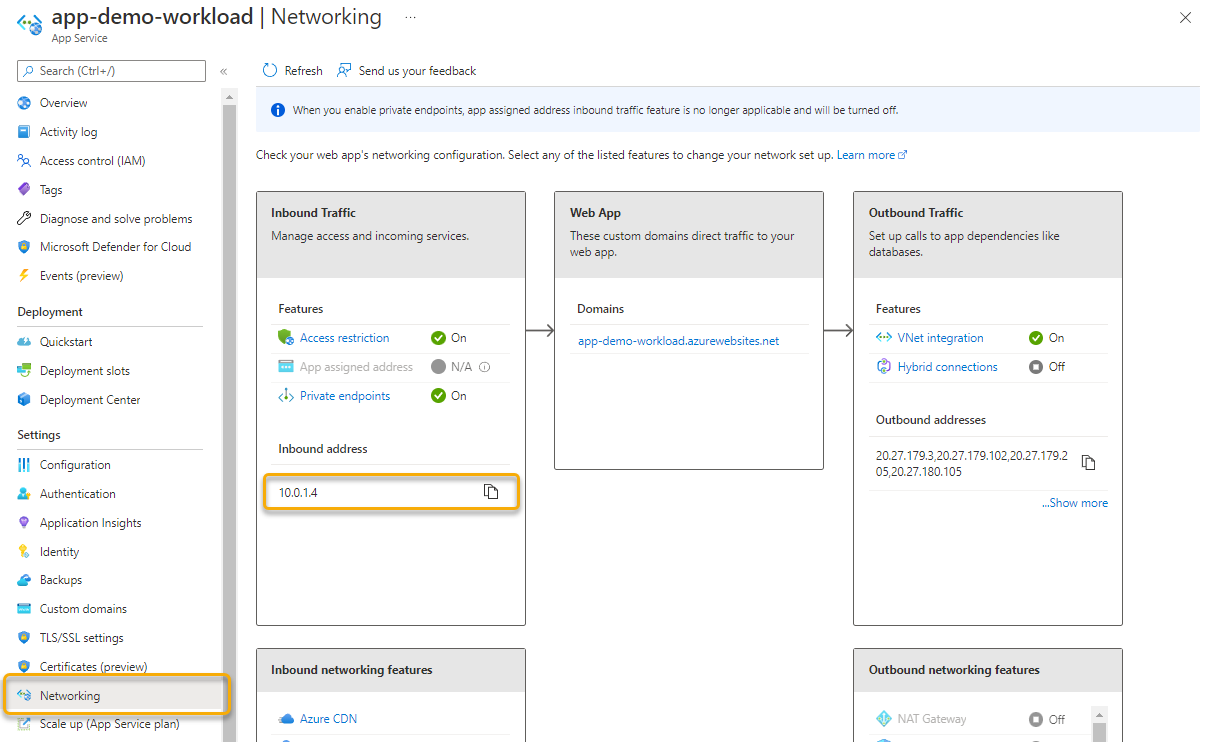 app-demo-workload | Networking ...
App Service
Search (Ctrl+/)
«
Overview
Activity log
Access control (IAM)
Tags
Diagnose and solve problems
Microsoft Defender for Cloud
Events (preview)
Deployment
Quickstart
Deployment slots
Deployment Center
Settings
Configuration
Authentication
Application Insights
Identity
Backups
Custom domains
TLS/SSL settings
Certificates (preview)
Networking
Scale up (App Service plan)
Refresh
Send us your feedback
When you enable private endpoints, app assigned address inbound traffic feature is no longer applicable and will be turned off.
Check your web app's networking configuration. Select any of the listed features to change your network set up. Learn more
Inbound Traffic
Manage access and incoming services.
Features
Access restriction On
App assigned address N/A
Private endpoints On
Inbound address
10.0.1.4
Web App
These custom domains direct traffic to your
web app.
Domains
app-demo-workload.azurewebsites.net
Outbound Traffic
Set up calls to app dependencies like
databases.
Features
VNet integration On
Hybrid connections Off
Outbound addresses
20.27.179.3,20.27.179.102,20.27.179.2
05,20.27.180.105
...Show more
Inbound networking features
Azure CDN
Outbound networking features
NAT Gateway Off